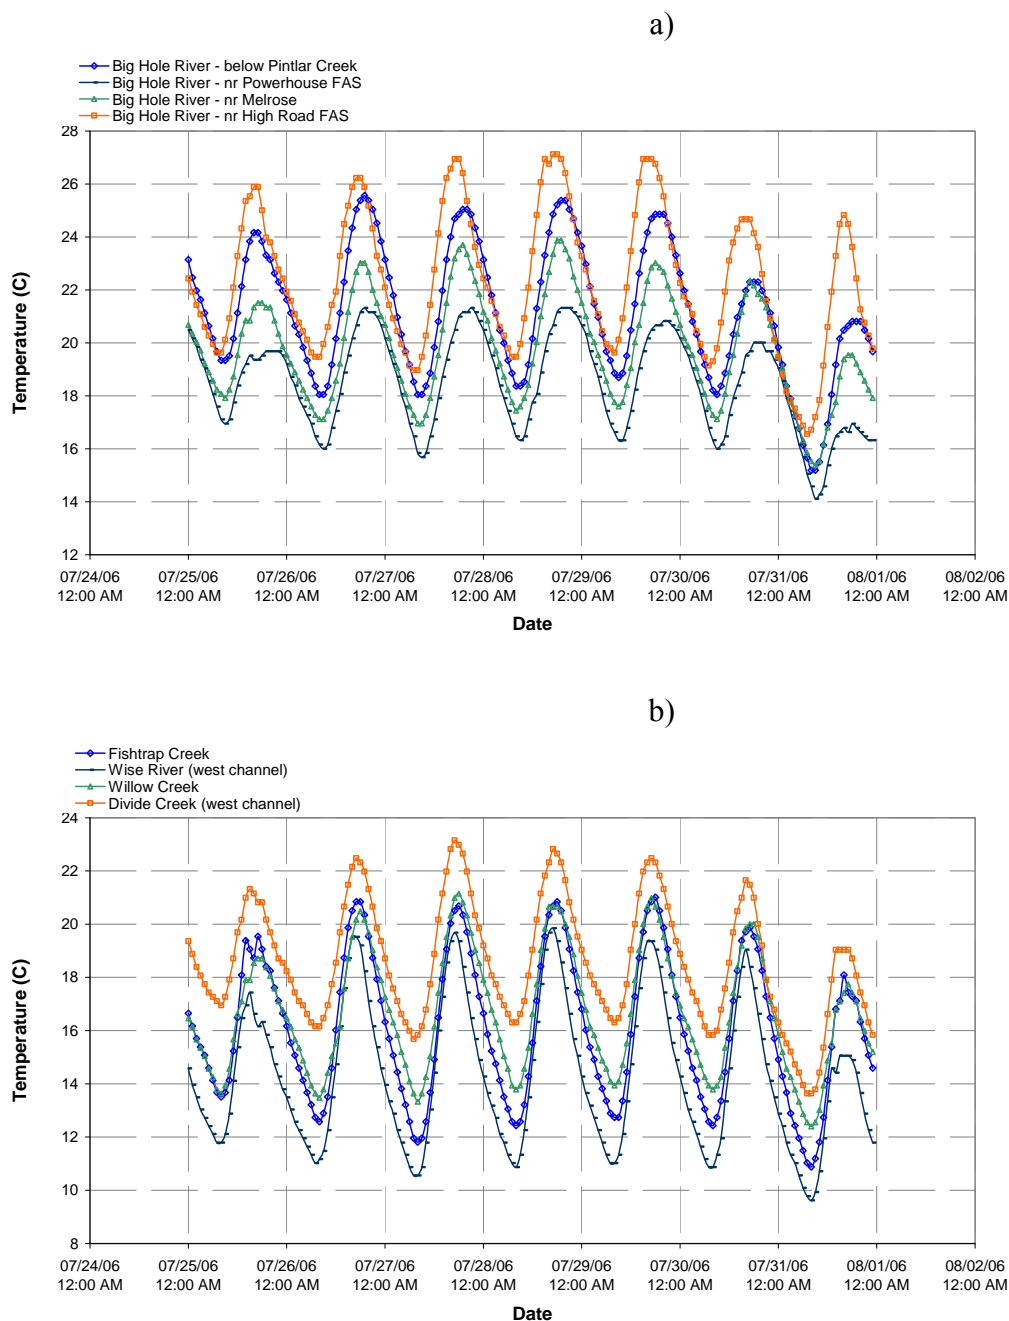 a)
Big Hole River - below Pintlar Creek
Big Hole River - nr Powerhouse FAS
Big Hole River - nr Melrose
Big Hole River - nr High Road FAS
28
26
24
22
20
18
16
14
12
Temperature (C)
07/24/06 07/25/06 07/26/06 07/27/06 07/28/06 07/29/06 07/30/06 07/31/06 08/01/06 08/02/06
12:00 AM 12:00 AM 12:00 AM 12:00 AM 12:00 AM 12:00 AM 12:00 AM 12:00 AM 12:00 AM 12:00 AM
Date
b)
Fishtrap Creek
Wise River (west channel)
Willow Creek
Divide Creek (west channel)
24
22
20
18
16
14
12
10
8
Temperature (C)
07/24/06 07/25/06 07/26/06 07/27/06 07/28/06 07/29/06 07/30/06 07/31/06 08/01/06 08/02/06
12:00 AM 12:00 AM 12:00 AM 12:00 AM 12:00 AM 12:00 AM 12:00 AM 12:00 AM 12:00 AM 12:00 AM
Date